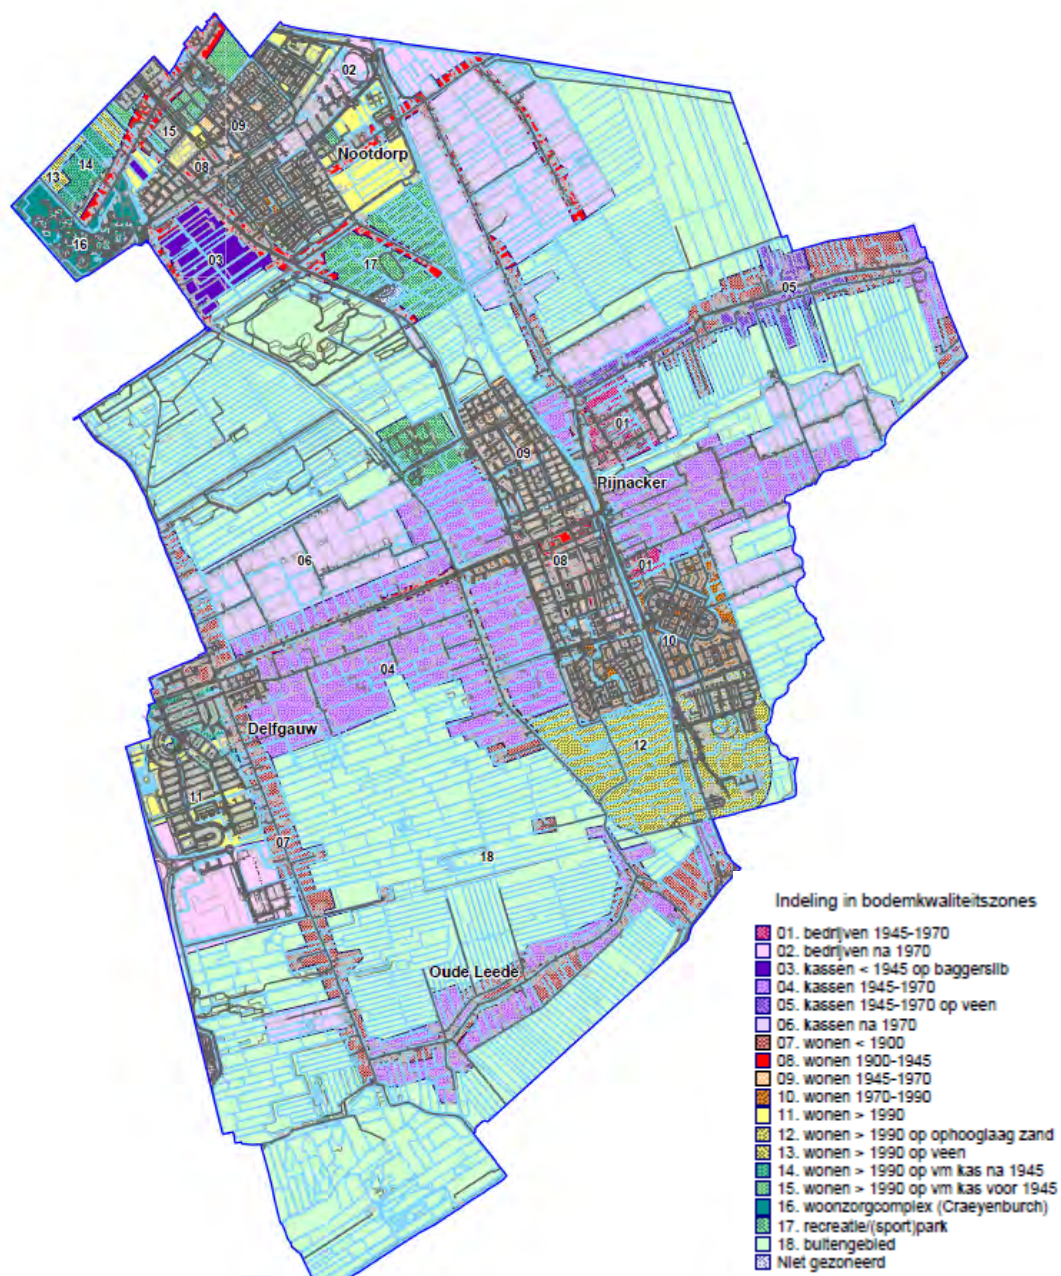 02
15
09
Nootdorp
14
08
13
16
03
17
05
01
09
Rijnacker
06
08
01
10
04
Delfgauw
12
11
07
18
Oude Leede
Indeling in bodemkwaliteitszones
01. bedrijven 1945-1970
02. bedrijven na 1970
03. kassen < 1945 op baggerslib
04. kassen 1945-1970
05. kassen 1945-1970 op veen
06. kassen na 1970
07. wonen < 1900
08. wonen 1900-1945
09. wonen 1945-1970
10. wonen 1970-1990
11. wonen > 1990
12. wonen > 1990 op ophooglaag zand
13. wonen > 1990 op veen
14. wonen > 1990 op vm kas na 1945
15. wonen > 1990 op vm kas voor 1945
16. woonzorgcomplex (Craeyenburch)
17. recreatie/(sport)park
18. buitengebied
Niet gezoneerd